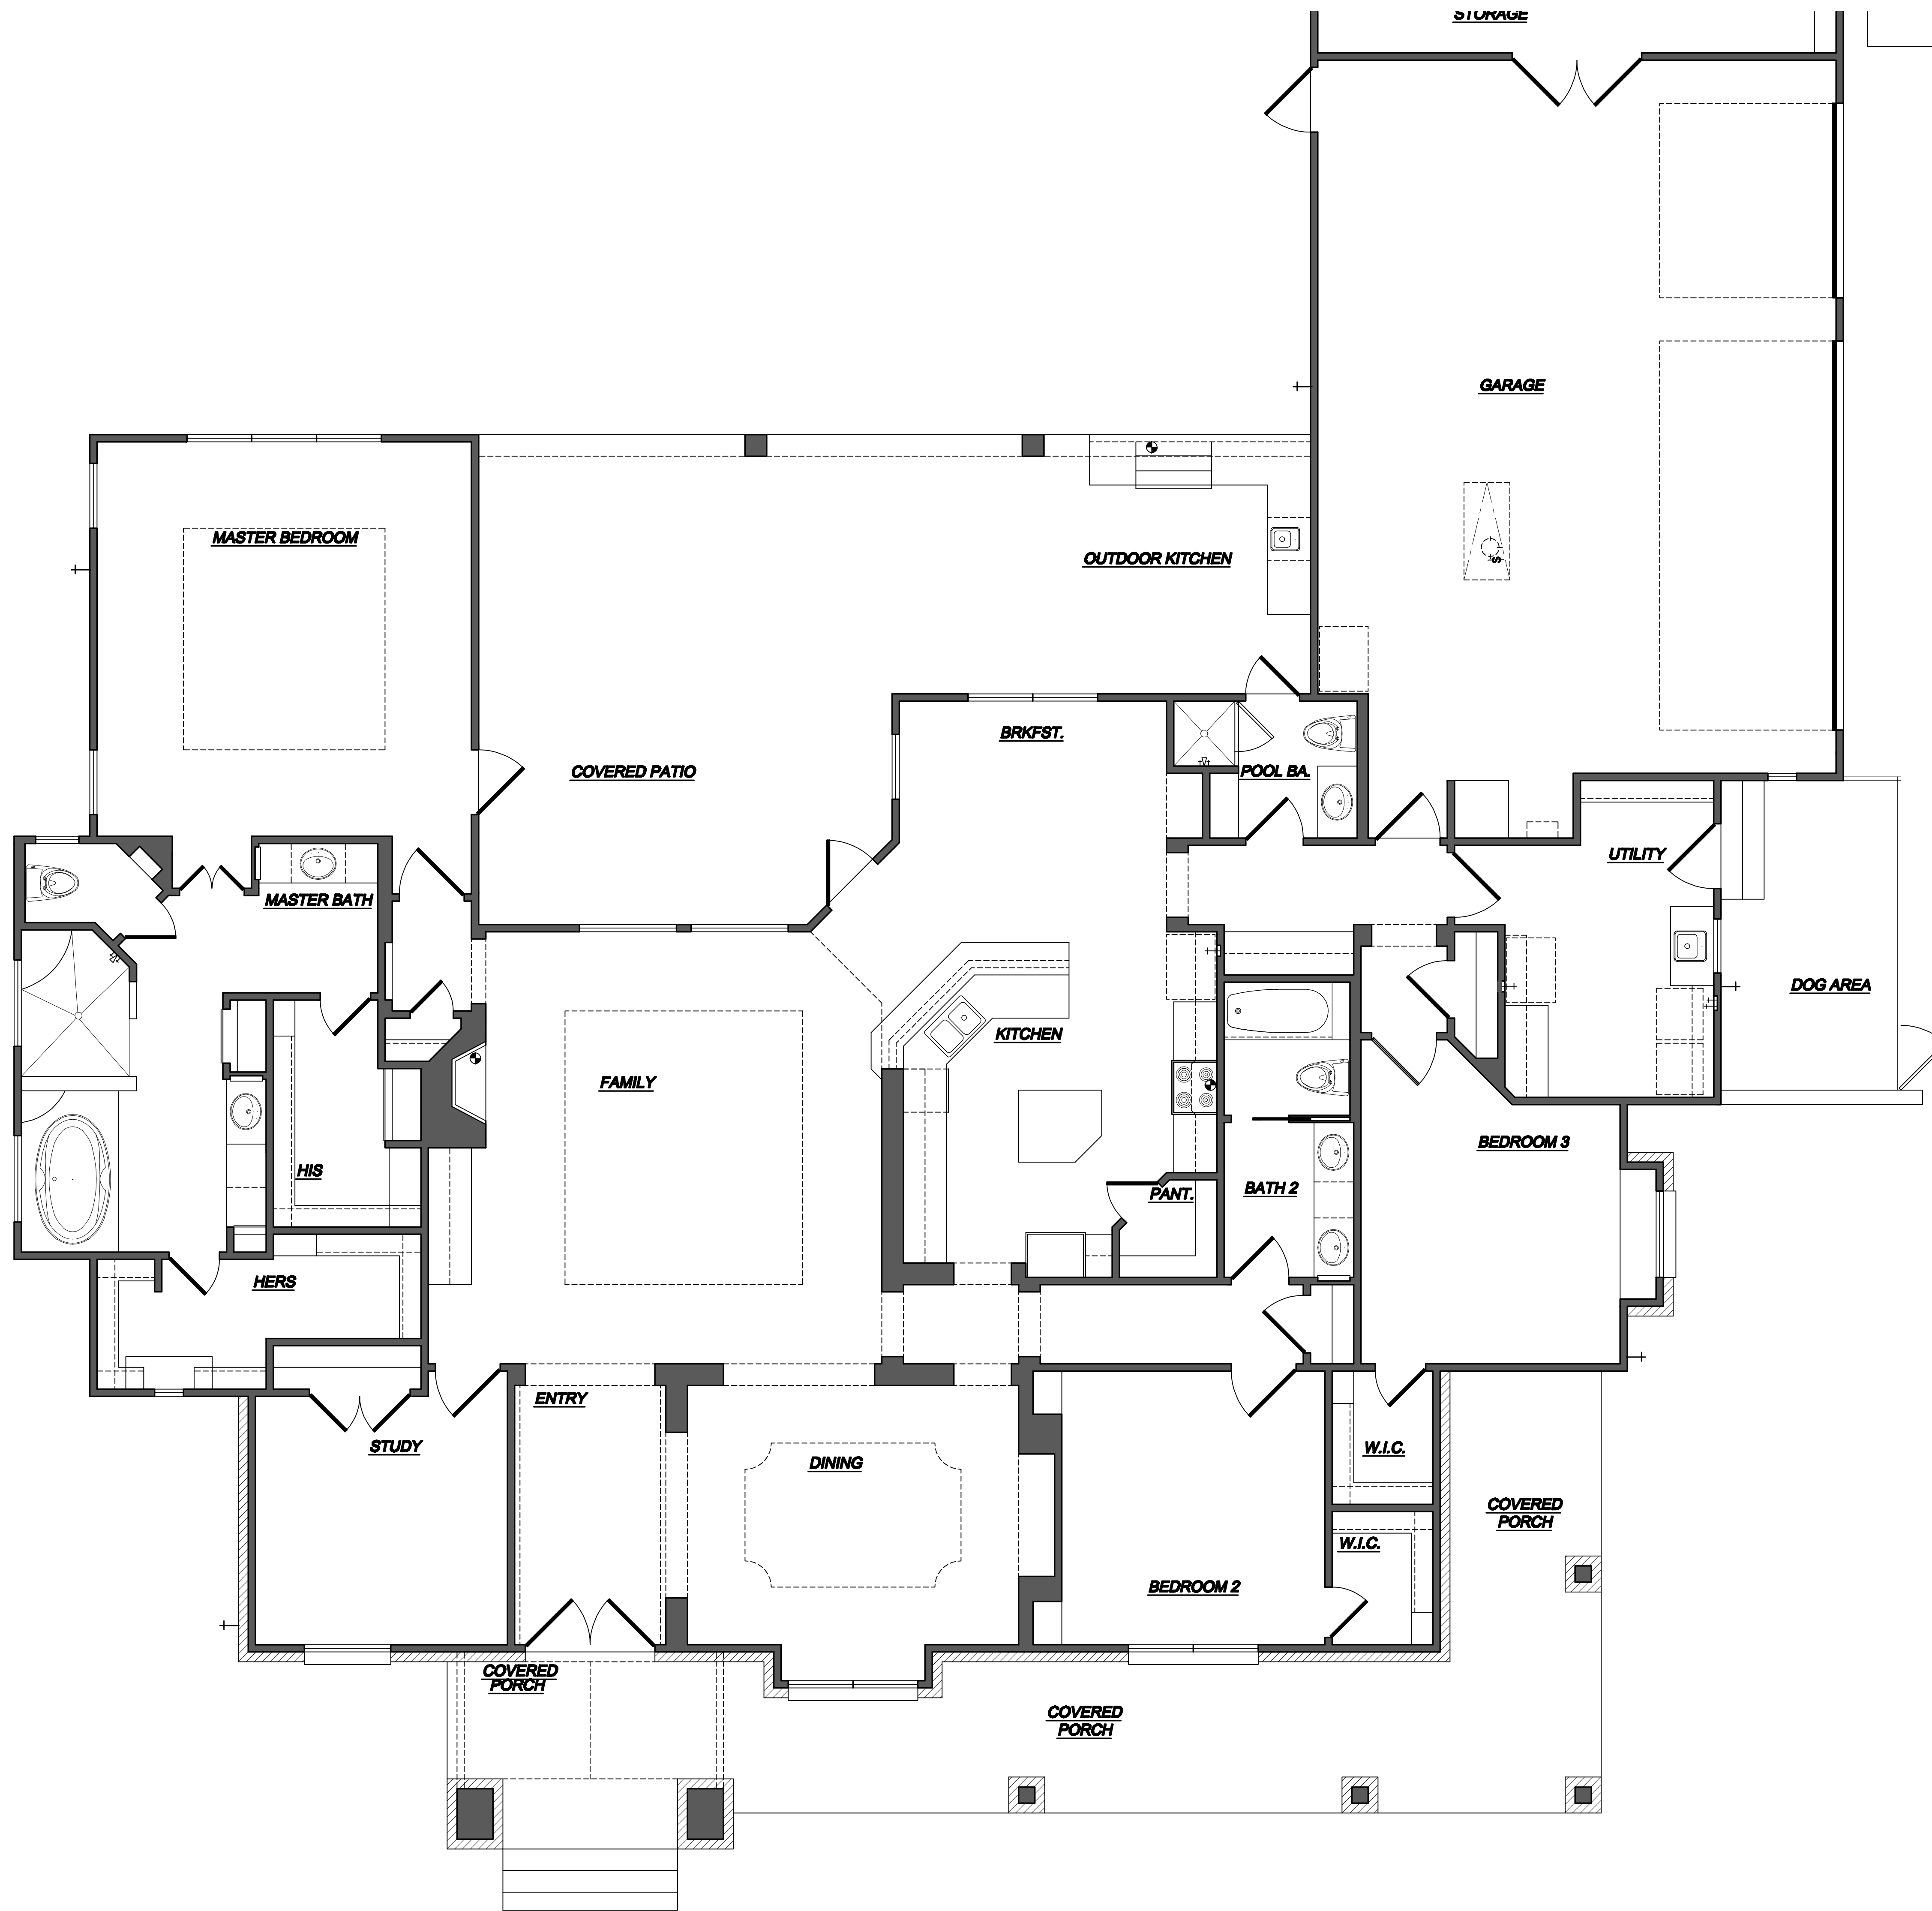 STORAGE
GARAGE
MASTER BEDROOM
OUTDOOR KITCHEN
S
BRKFST.
COVERED PATIO
POOL BA.
UTILITY
MASTER BATH
DOG AREA
KITCHEN
FAMILY
BEDROOM 3
HIS
BATH 2
PANT.
HERS
ENTRY
STUDY
W.I.C.
DINING
COVERED
PORCH
W.I.C.
BEDROOM 2
COVERED
PORCH
COVERED
PORCH